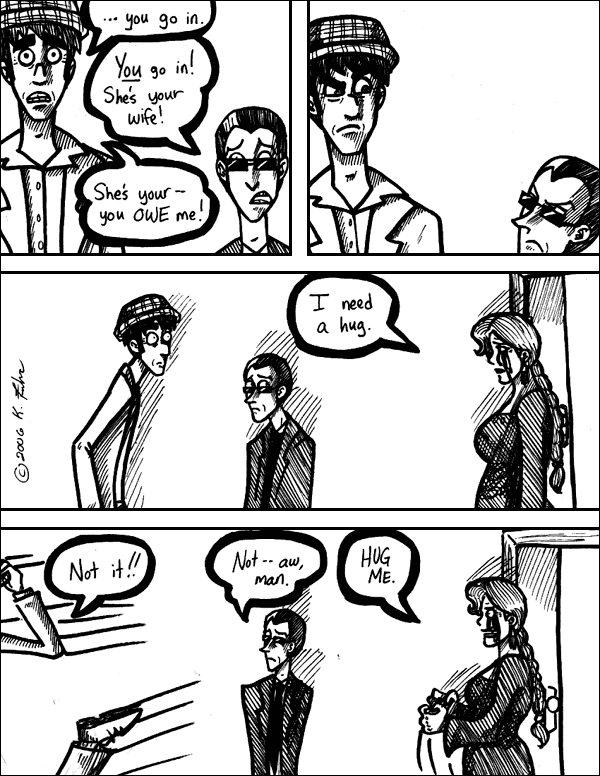 ... you go in.
You go in!
She's your
wife!
She's your --
you OWE me!
I need
a hug.
Not it!!
Not -- aw,
man.
HUG
ME.
© 2006 K.